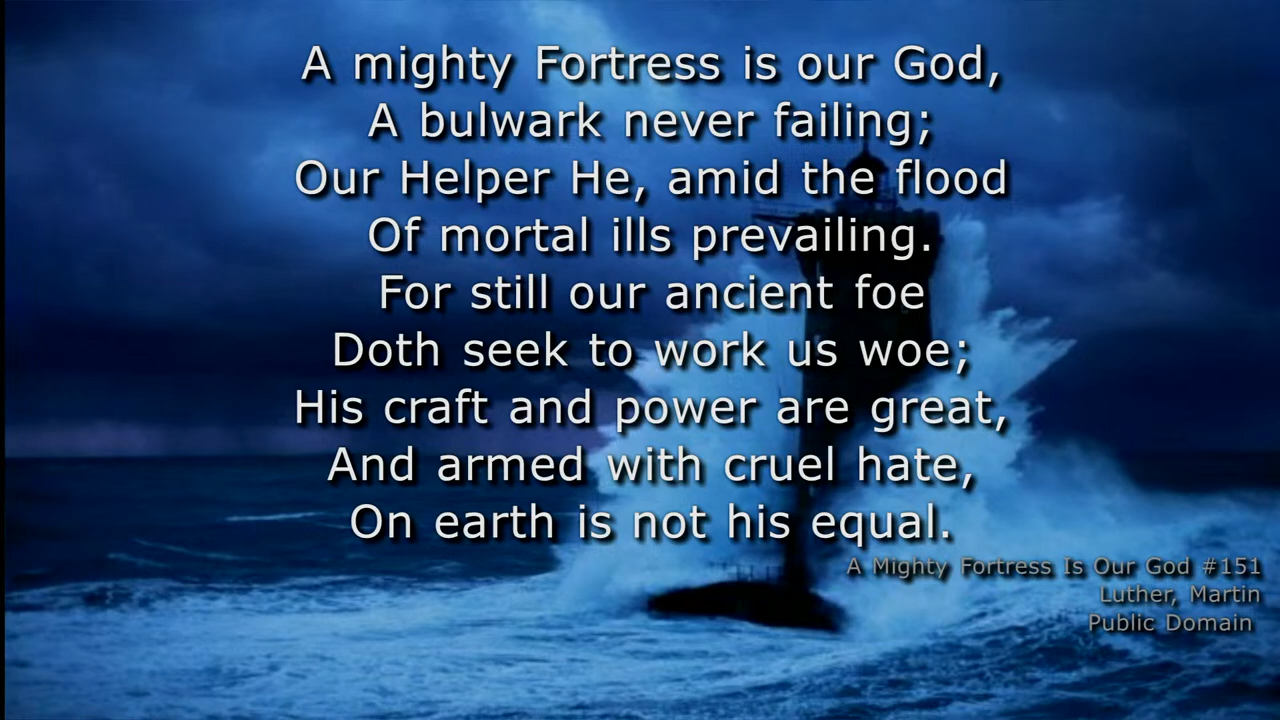 A mighty Fortress is our God,
A bulwark never failing;
Our Helper He, amid the flood
Of mortal ills prevailing.
For still our ancient foe
Doth seek to work us woe;
His craft and power are great,
And armed with cruel hate,
On earth is not his equal.
A Mighty Fortress Is Our God #151
Luther, Martin
Public Domain